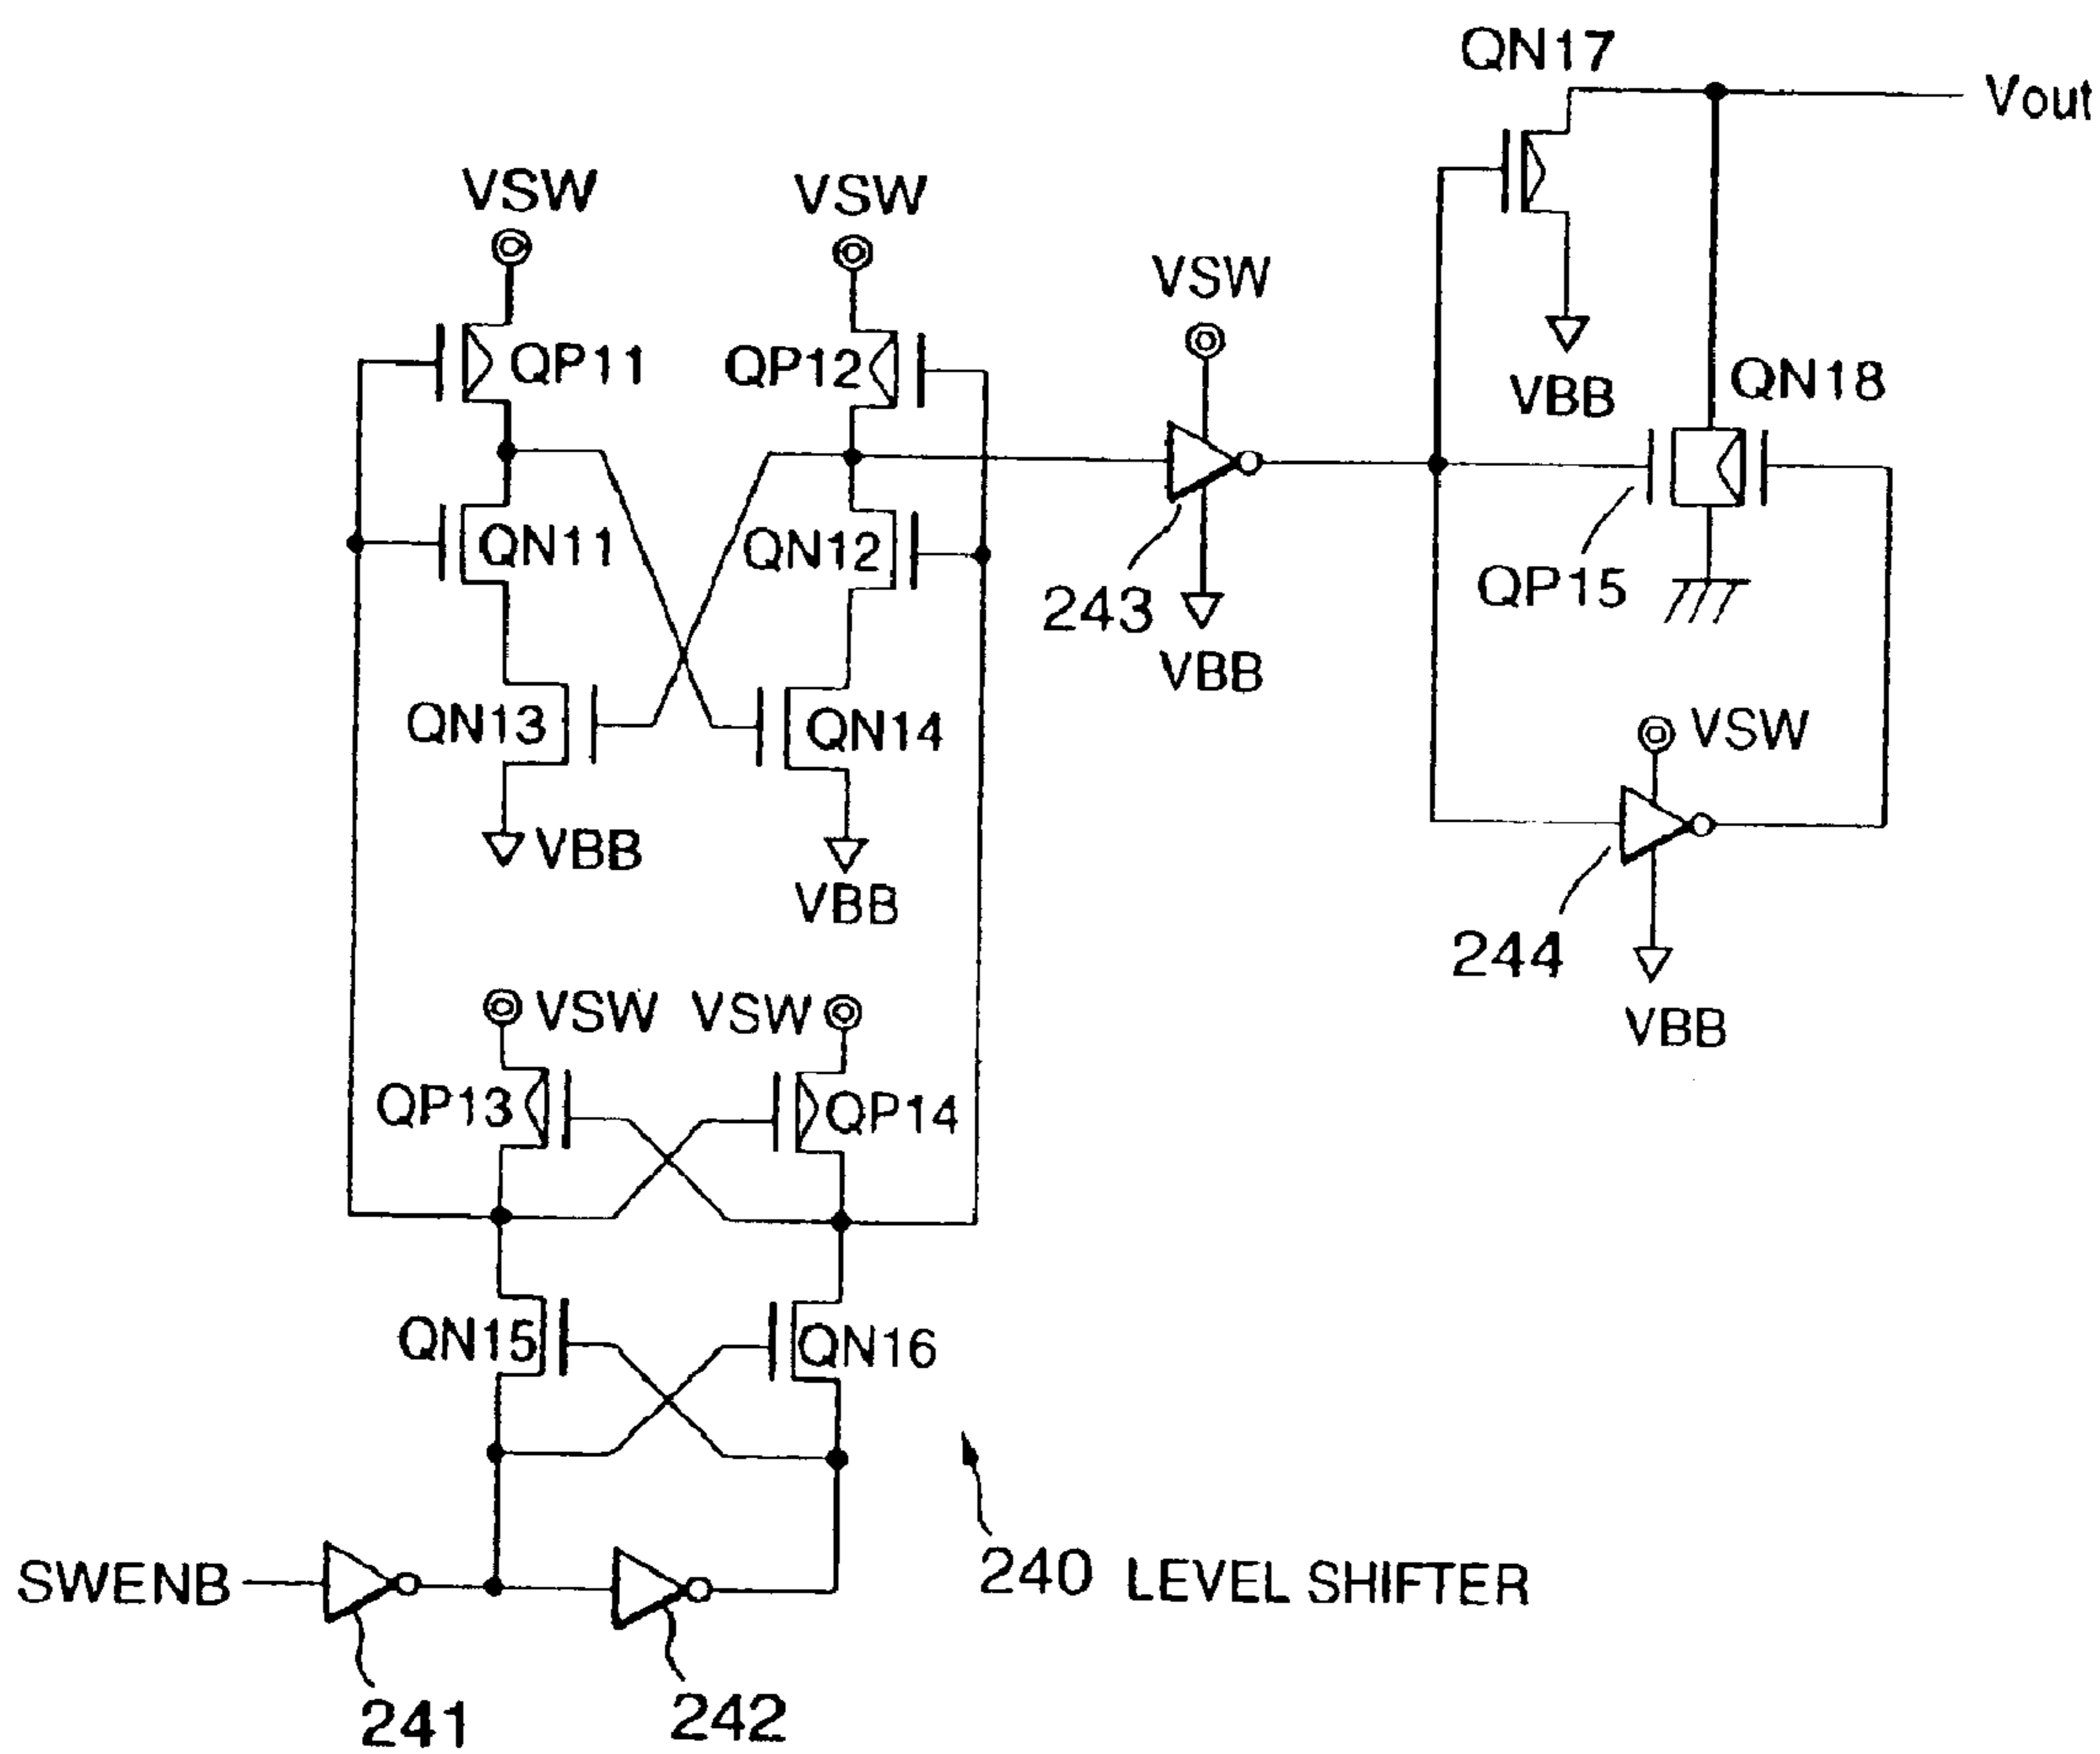 QN17
Vout
VSW
VSW
VSW
QP11
QP12
QN18
VBB
QN11
QN12
243
QP15
VBB
QN13
QN14
VSW
VBB
VBB
244
VBB
VSW
VSW
QP13
QP14
QN15
QN16
240 LEVEL SHIFTER
SWENB
241
242